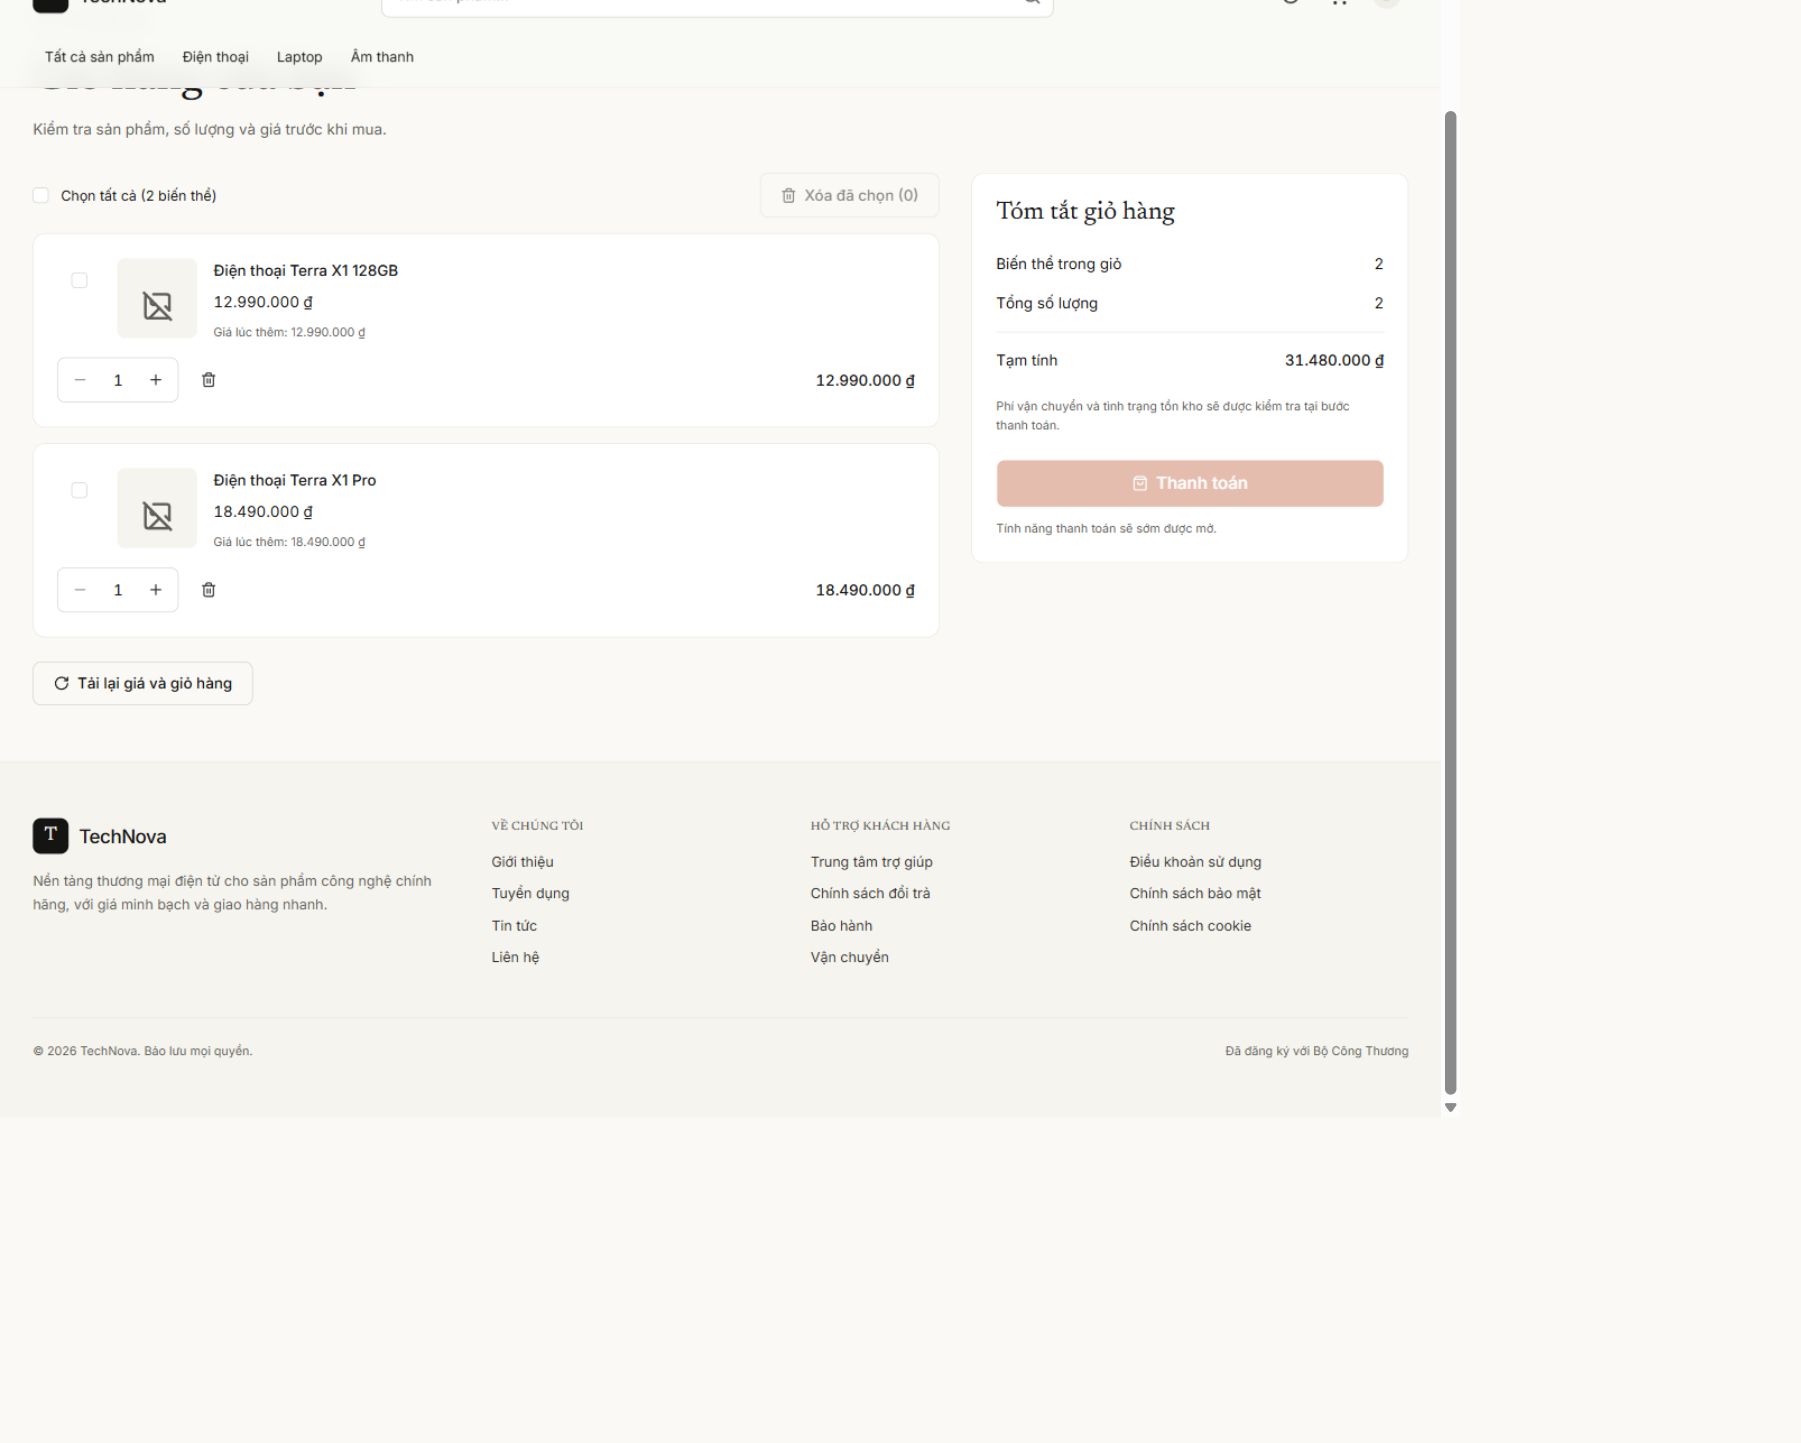 TechNova
Tất cả sản phẩm
Điện thoại
Laptop
Âm thanh
Giỏ hàng của bạn
Kiểm tra sản phẩm, số lượng và giá trước khi mua.
Chọn tất cả (2 biến thể)
Xóa đã chọn (0)
Điện thoại Terra X1 128GB
12.990.000 ₫
Giá lúc thêm: 12.990.000 ₫
1
12.990.000 ₫
Điện thoại Terra X1 Pro
18.490.000 ₫
Giá lúc thêm: 18.490.000 ₫
1
18.490.000 ₫
Tải lại giá và giỏ hàng
Tóm tắt giỏ hàng
Biến thể trong giỏ 2
Tổng số lượng 2
Tạm tính 31.480.000 ₫
Phí vận chuyển và tình trạng tồn kho sẽ được kiểm tra tại bước
thanh toán.
Thanh toán
Tính năng thanh toán sẽ sớm được mở.
T TechNova
Nền tảng thương mại điện tử cho sản phẩm công nghệ chính
hãng, với giá minh bạch và giao hàng nhanh.
VỀ CHÚNG TÔI
Giới thiệu
Tuyển dụng
Tin tức
Liên hệ
HỖ TRỢ KHÁCH HÀNG
Trung tâm trợ giúp
Chính sách đổi trả
Bảo hành
Vận chuyển
CHÍNH SÁCH
Điều khoản sử dụng
Chính sách bảo mật
Chính sách cookie
© 2026 TechNova. Bảo lưu mọi quyền.
Đã đăng ký với Bộ Công Thương